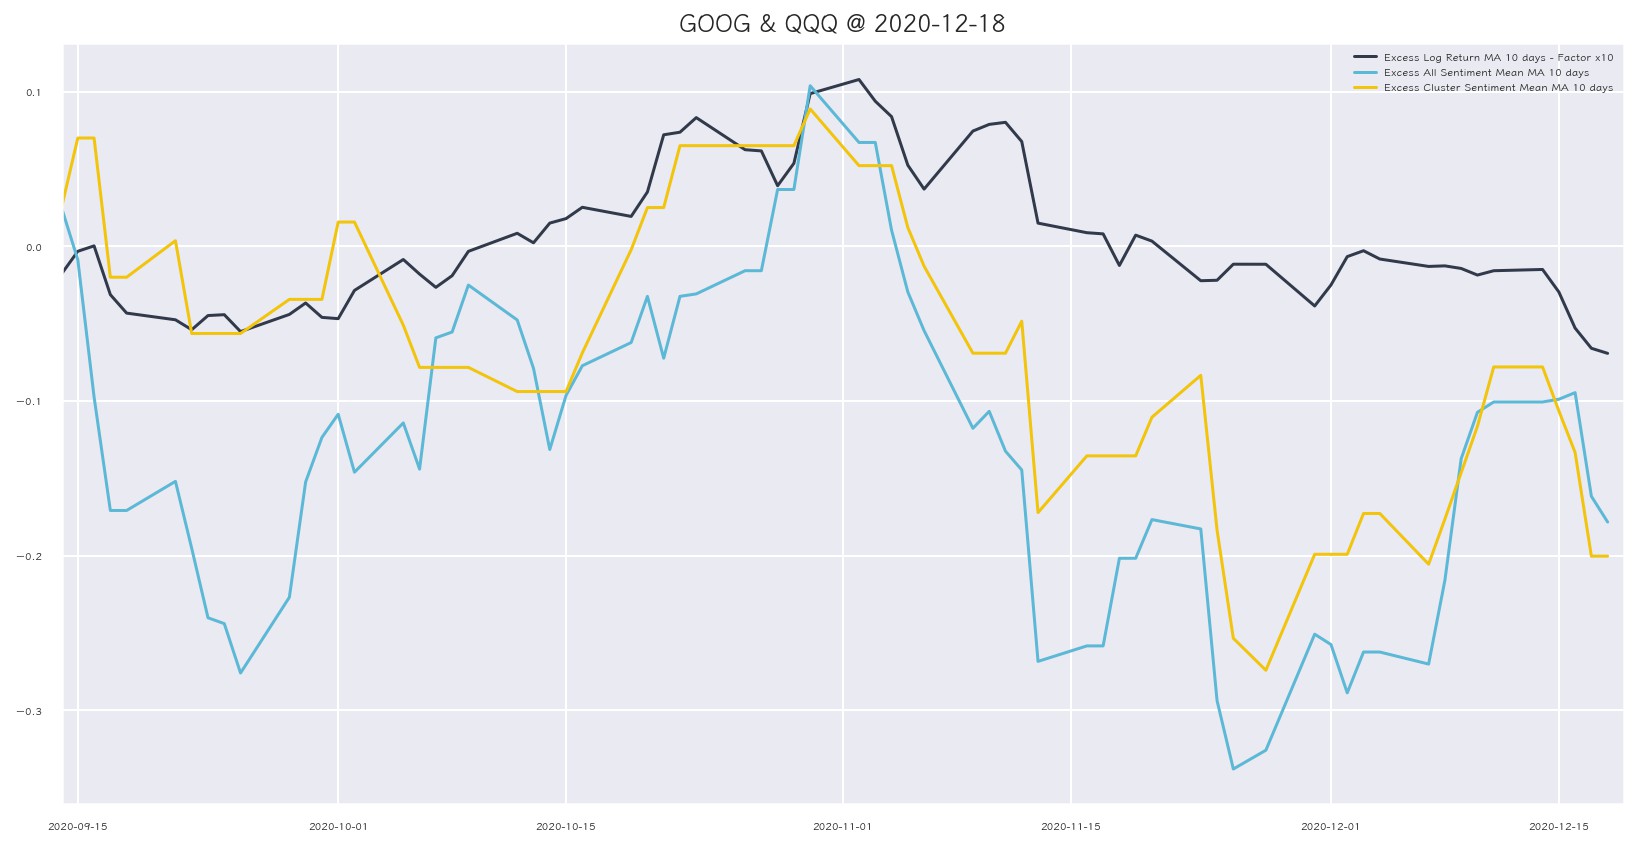 GOOG & QQQ @ 2020-12-18
Excess Log Return MA 10 days - Factor x10
Excess All Sentiment Mean MA 10 days
Excess Cluster Sentiment Mean MA 10 days
0.1
0.0
−0.1
−0.2
−0.3
2020-09-15 2020-10-01 2020-10-15 2020-11-01 2020-11-15 2020-12-01 2020-12-15